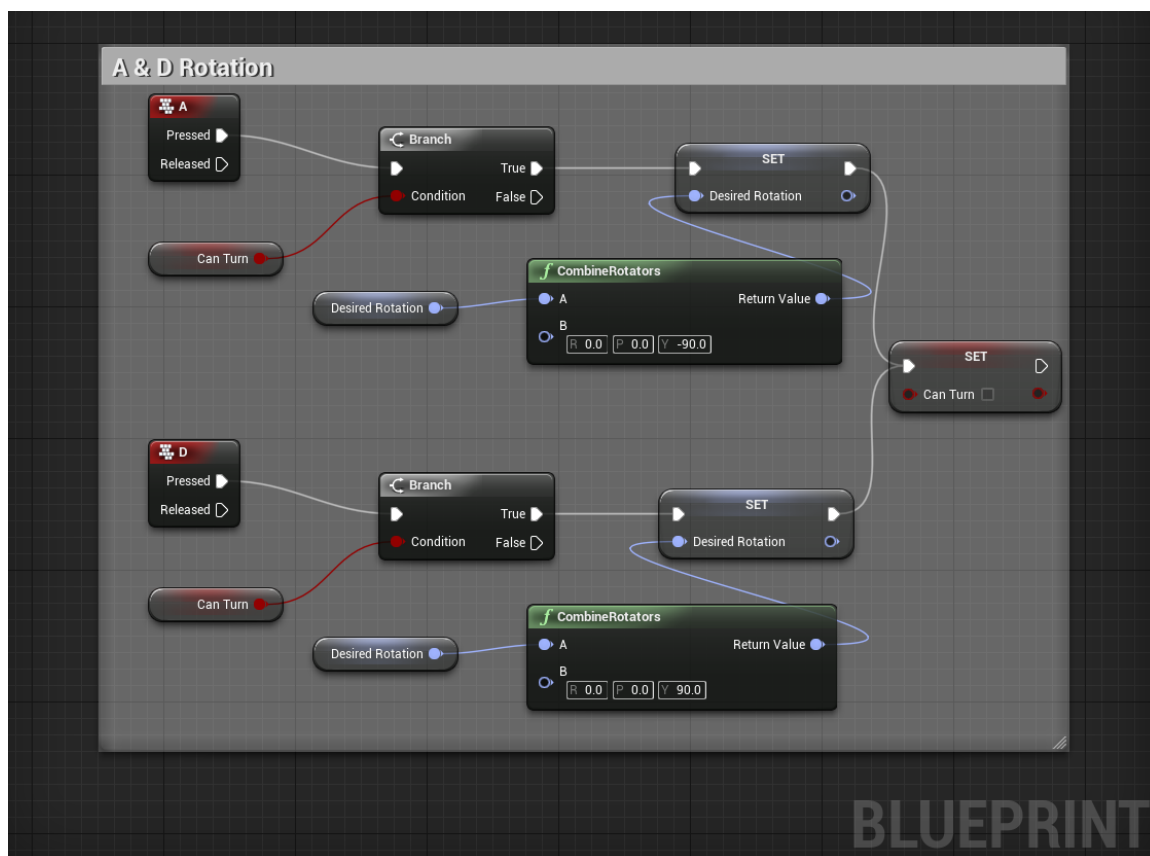 A & D Rotation
A
Pressed
Released
Branch
True
Condition
False
SET
Desired Rotation
Can Turn
CombineRotators
Desired Rotation
A
Return Value
B
R 0.0 P 0.0 Y -90.0
SET
Can Turn
D
Pressed
Released
Branch
True
Condition
False
SET
Desired Rotation
Can Turn
CombineRotators
Desired Rotation
A
Return Value
B
R 0.0 P 0.0 Y 90.0
BLUEPRINT